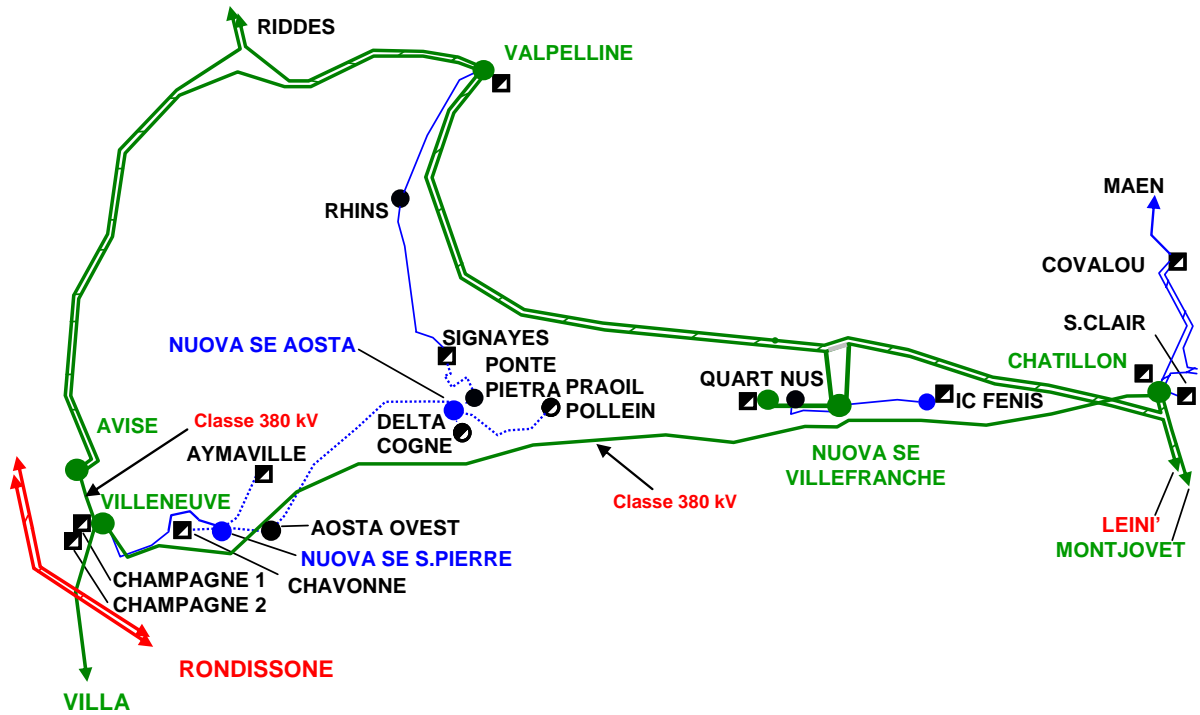 RIDDES
VALPELLINE
MAEN
RHINS
COVALOU
S.CLAIR
SIGNAYES
NUOVA SE AOSTA
PONTE
PIETRA
PRAOIL
POLLEIN
CHATILLON
QUART NUS
IC FENIS
DELTA
COGNE
AVISE
Classe 380 kV
AYMAVILLE
NUOVA SE
VILLEFRANCHE
Classe 380 kV
VILLENEUVE
AOSTA OVEST
LEINI'
MONTJOVET
NUOVA SE S.PIERRE
CHAMPAGNE 1
CHAVONNE
CHAMPAGNE 2
RONDISSONE
VILLA